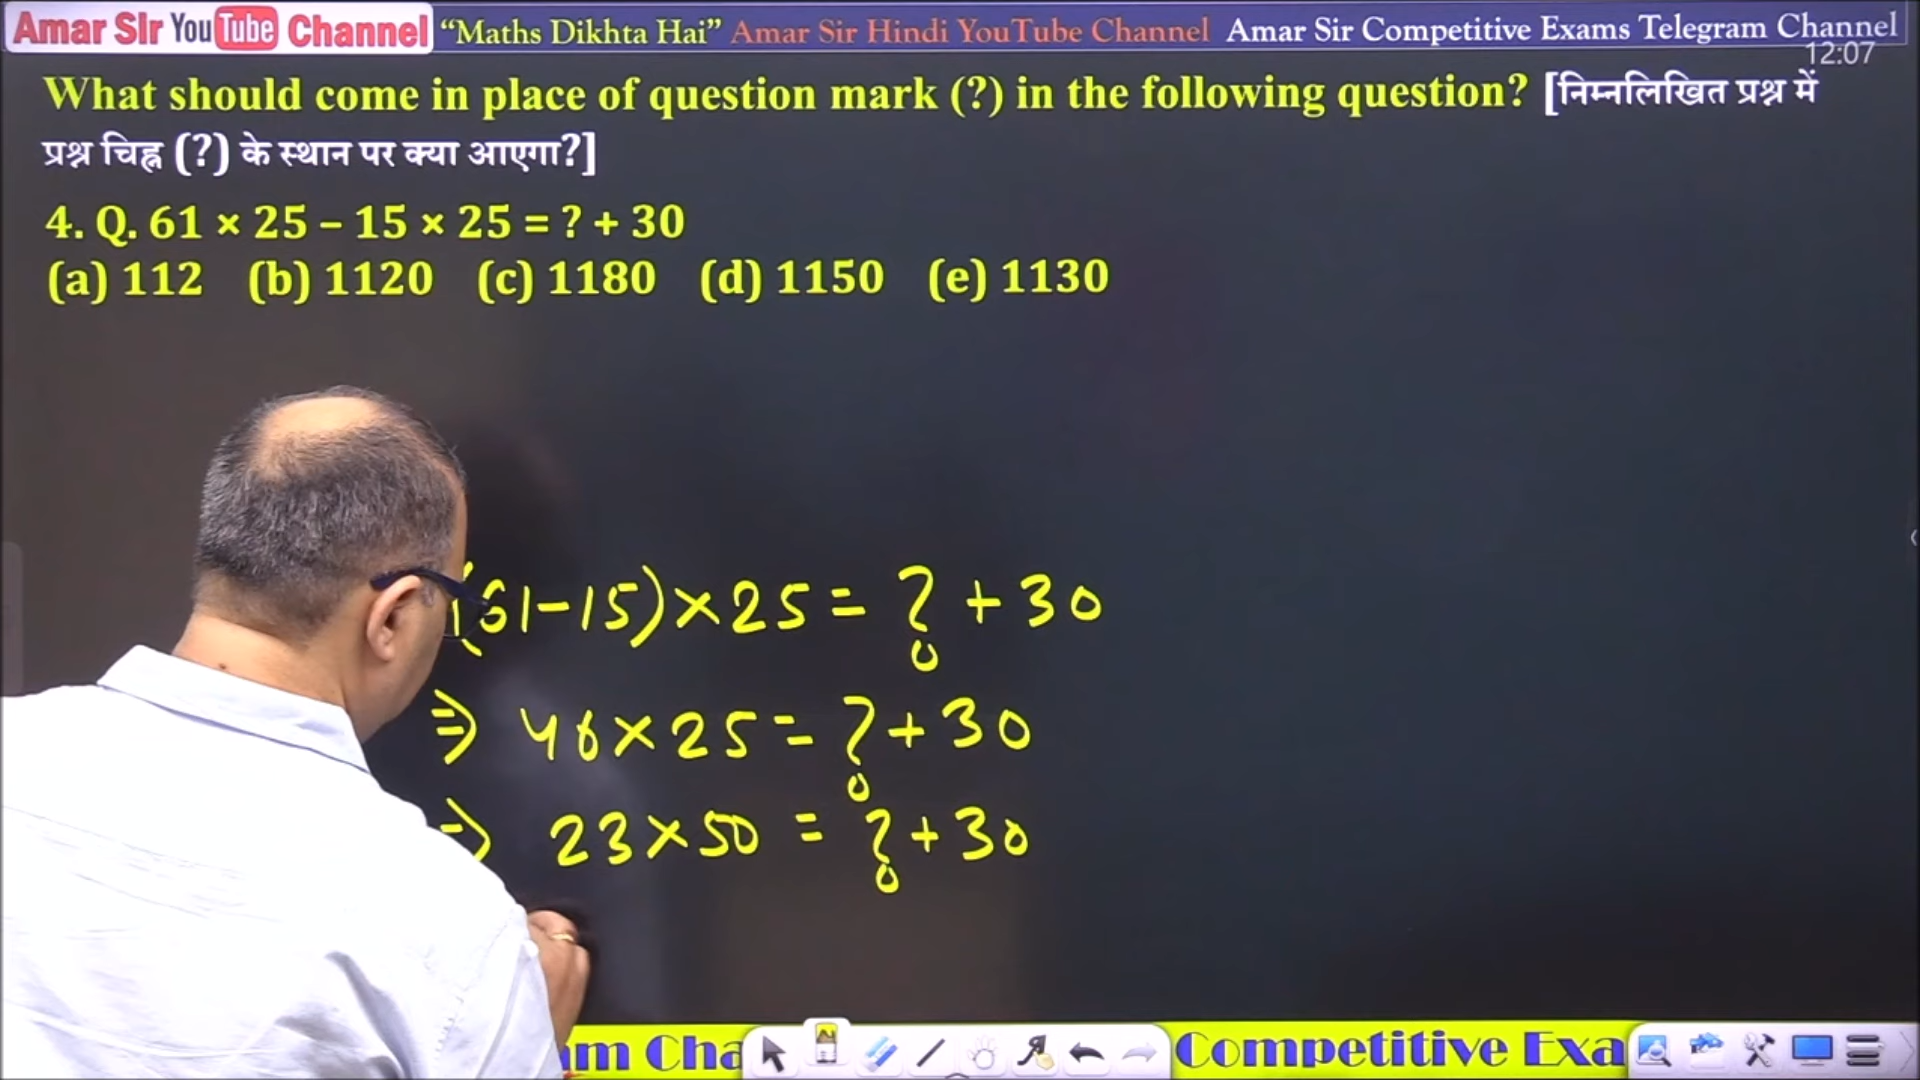 Amar SIr YouTube Channel "Maths Dikhta Hai" Amar Sir Hindi YouTube Channel Amar Sir Competitive Exams Telegram Channel
12:07
What should come in place of question mark (?) in the following question? [निम्नलिखित प्रश्न में
प्रश्न चिह्न (?) के स्थान पर क्या आएगा?]
4. Q. 61 × 25 – 15 × 25 = ? + 30
(a) 112 (b) 1120 (c) 1180 (d) 1150 (e) 1130
(61-15)×25 = ? + 30
⇒ 46×25 = ? + 30
⇒ 23×50 = ? + 30
Competitive Exa